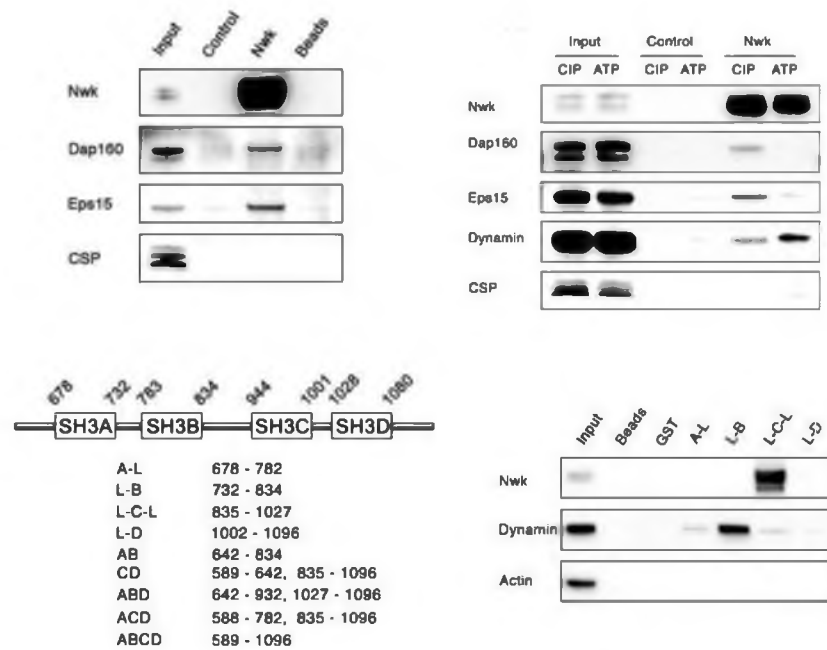 Input Control Nwk Beads
Nwk
Dap160
Eps15
CSP
Input Control Nwk
CIP ATP CIP ATP CIP ATP
Nwk
Dap160
Eps15
Dynamin
CSP
678 732 783 834 944 1001 1028 1080
SH3A SH3B SH3C SH3D
A-L 678 - 782
L-B 732 - 834
L-C-L 835 - 1027
L-D 1002 - 1096
AB 642 - 834
CD 589 - 642, 835 - 1096
ABD 642 - 932, 1027 - 1096
ACD 588 - 782, 835 - 1096
ABCD 589 - 1096
Input Beads GST A-L L-B L-C-L L-D
Nwk
Dynamin
Actin